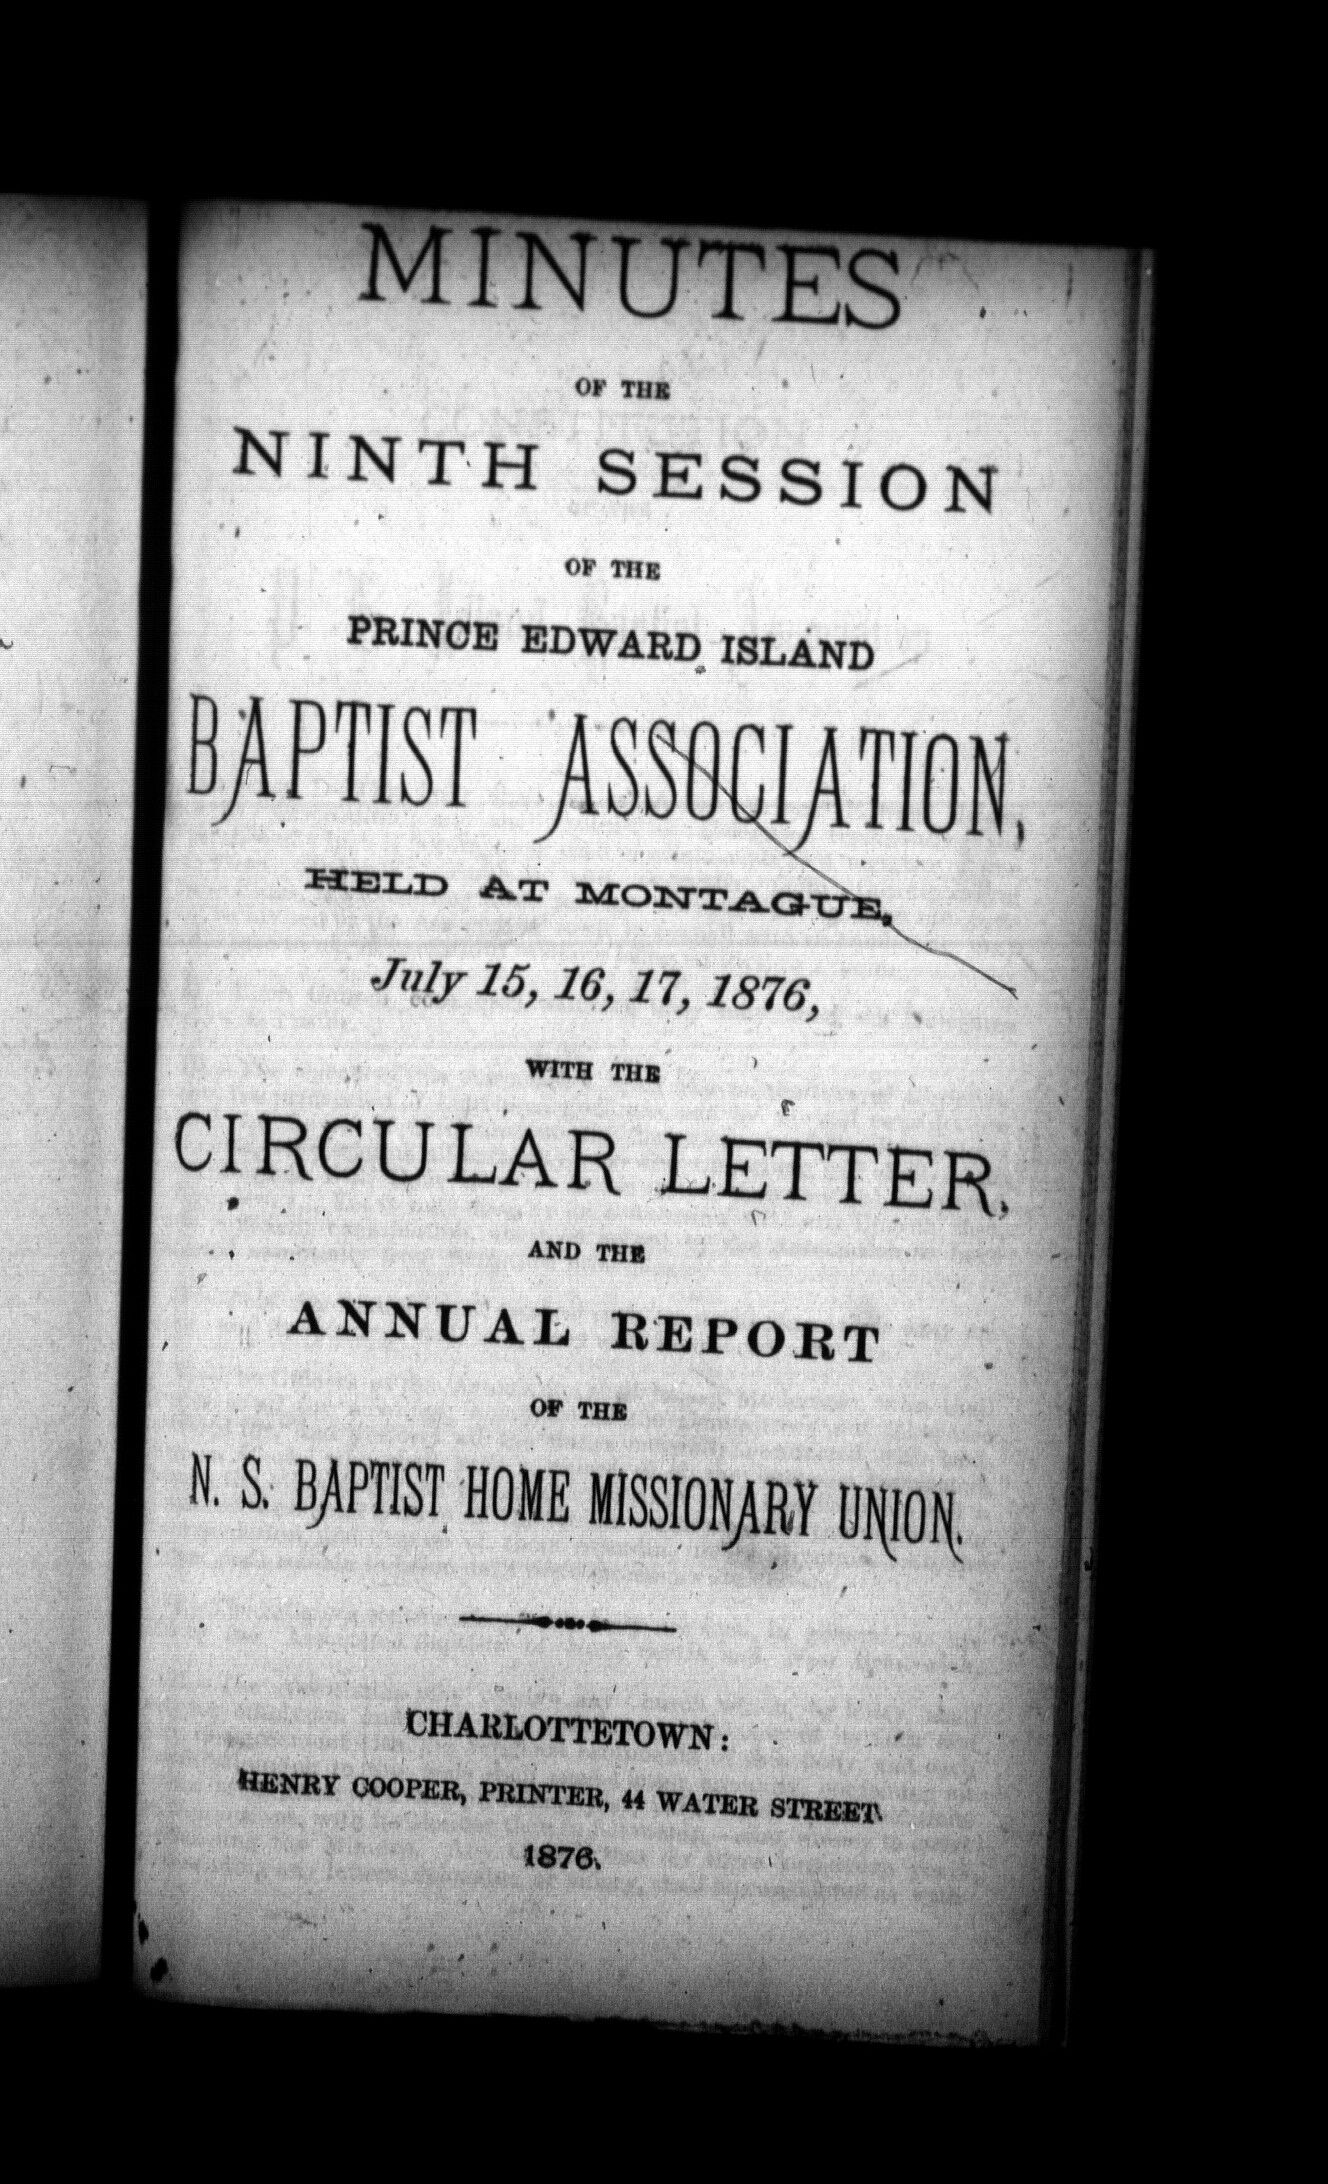 MINUTES
OF THE
NINTH SESSION
OF THE
PRINCE EDWARD ISLAND
BAPTIST ASSOCIATION,
HELD AT MONTAGUE,
July 15, 16, 17, 1876,
WITH THE
CIRCULAR LETTER,
AND THE
ANNUAL REPORT
OF THE
N. S. BAPTIST HOME MISSIONARY UNION.
CHARLOTTETOWN:
HENRY COOPER, PRINTER, 44 WATER STREET
1876.